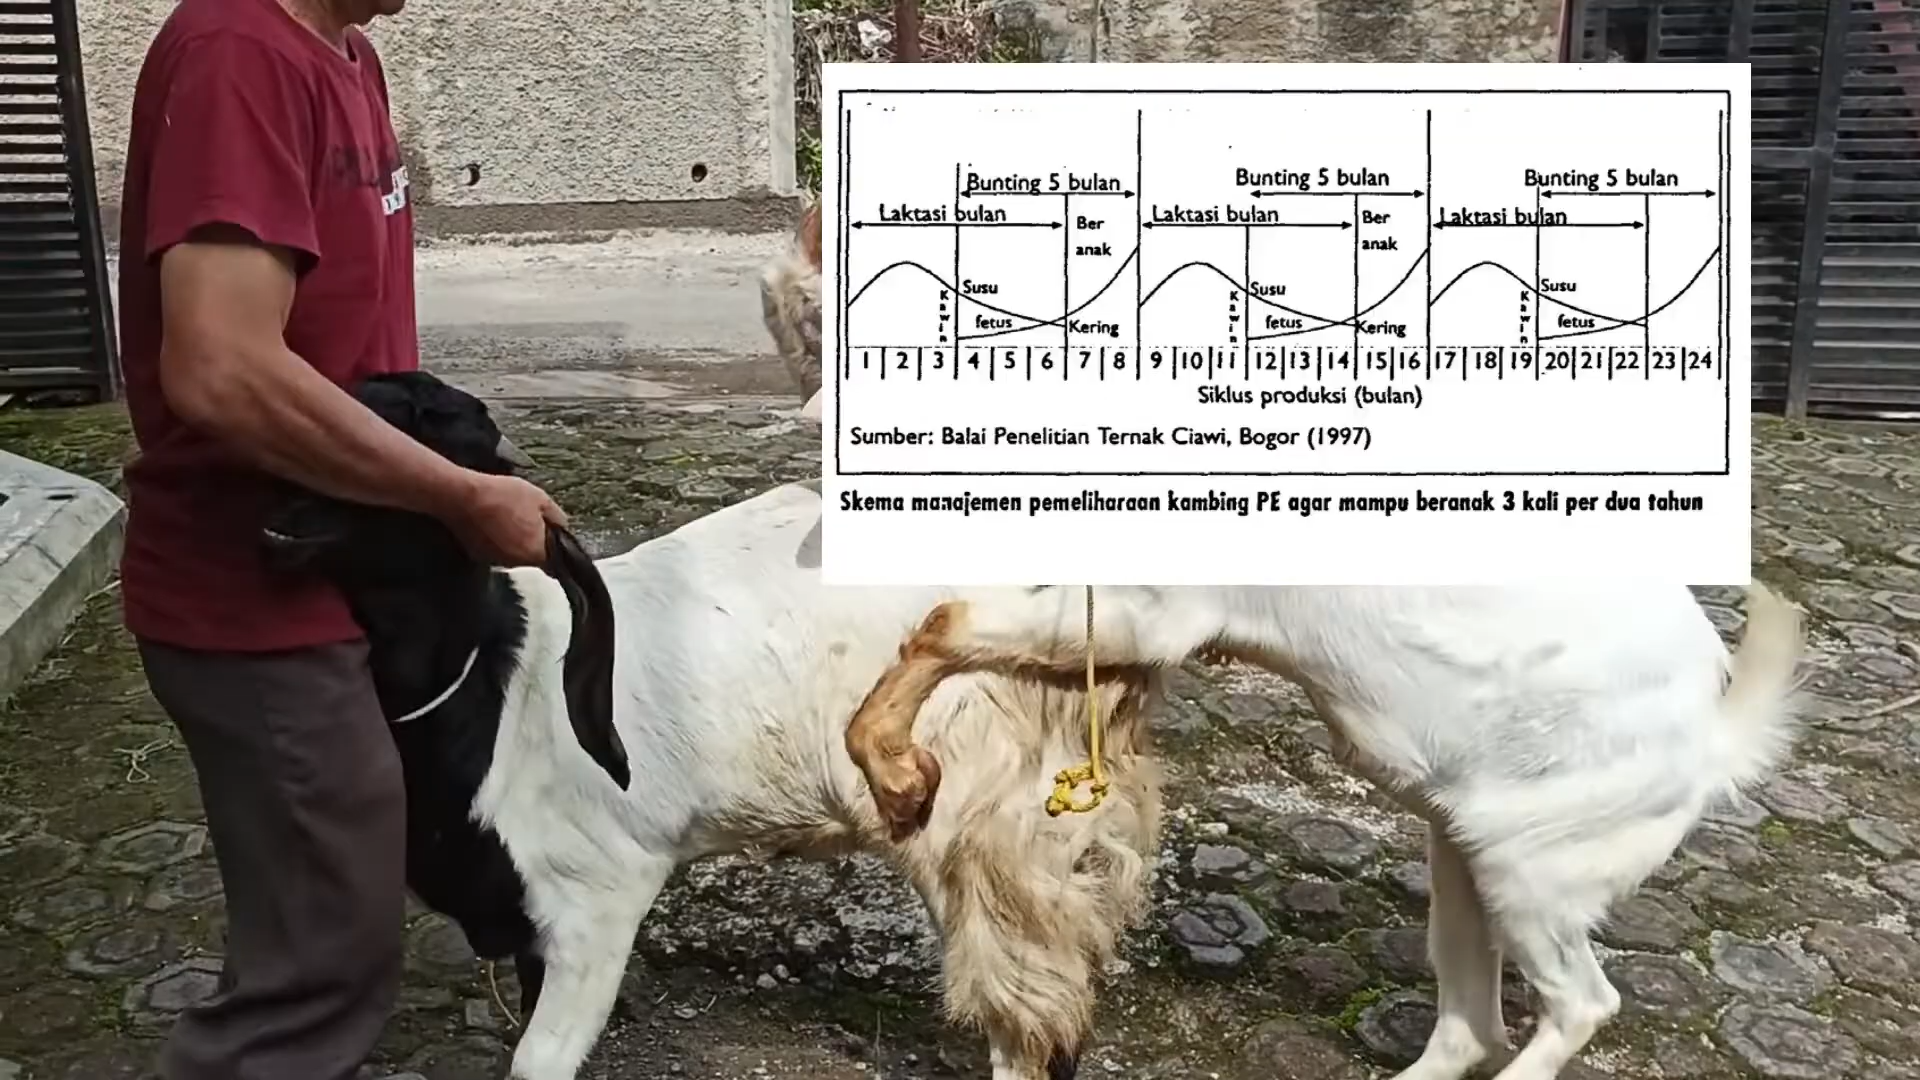 Bunting 5 bulan
Bunting 5 bulan
Bunting 5 bulan
Laktasi bulan
Ber
anak
Laktasi bulan
Ber
anak
Laktasi bulan
Kawin
Susu
fetus
Kering
Kawin
Susu
fetus
Kering
Kawin
Susu
fetus
1 2 3 4 5 6 7 8 9 10 11 12 13 14 15 16 17 18 19 20 21 22 23 24
Siklus produksi (bulan)
Sumber: Balai Penelitian Ternak Ciawi, Bogor (1997)
Skema manajemen pemeliharaan kambing PE agar mampu beranak 3 kali per dua tahun